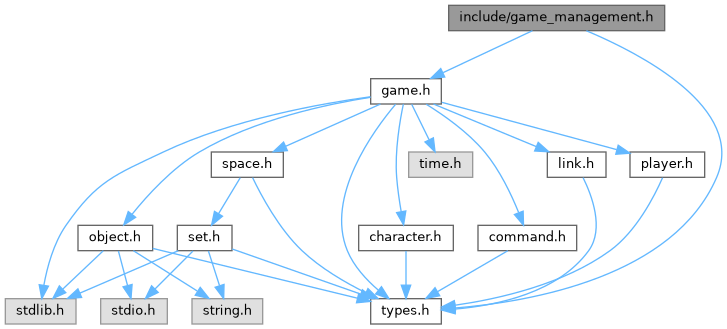 include/game_management.h
game.h
space.h
time.h
link.h
player.h
object.h
set.h
character.h
command.h
stdlib.h
stdio.h
string.h
types.h